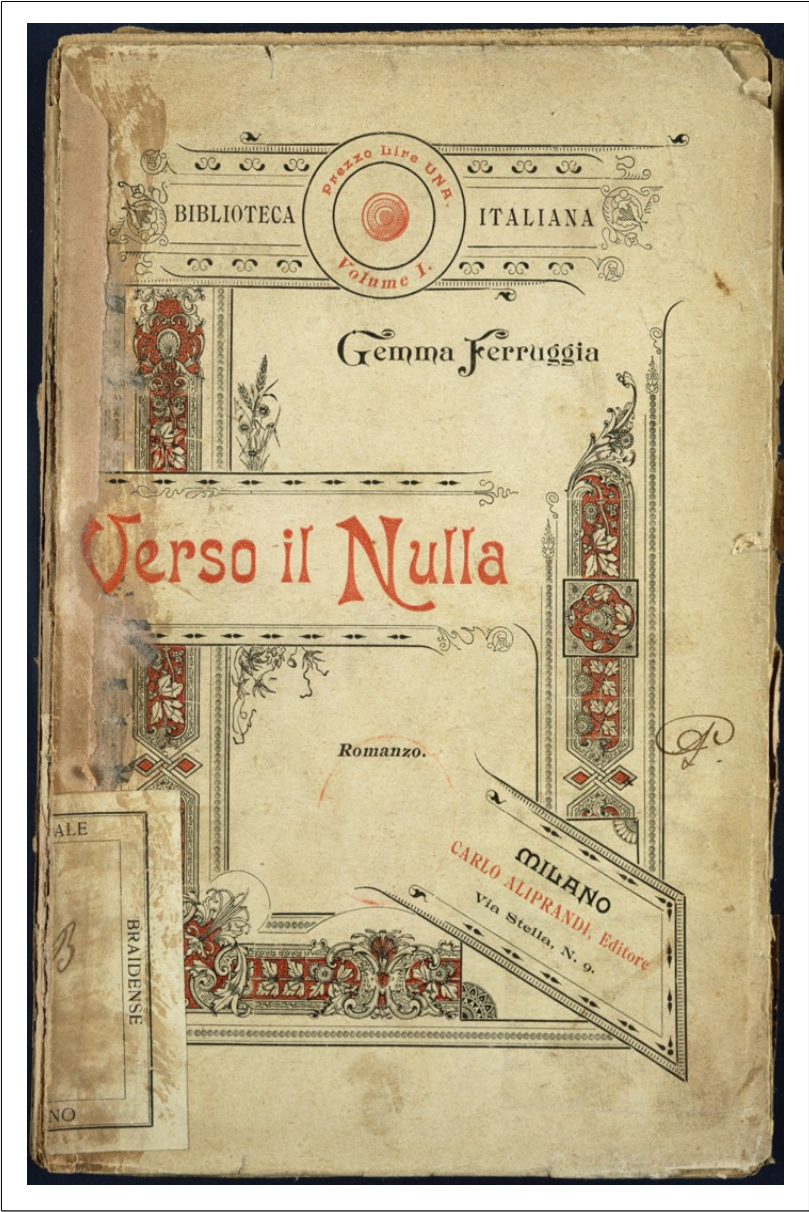 Prezzo Lire UNA.
BIBLIOTECA ITALIANA
Volume I.
Gemma Ferruggia
Verso il Nulla
Romanzo.
MILANO
CARLO ALIPRANDI, Editore
Via Stella, N. 9.
ALE
BRAIDENSE
NO